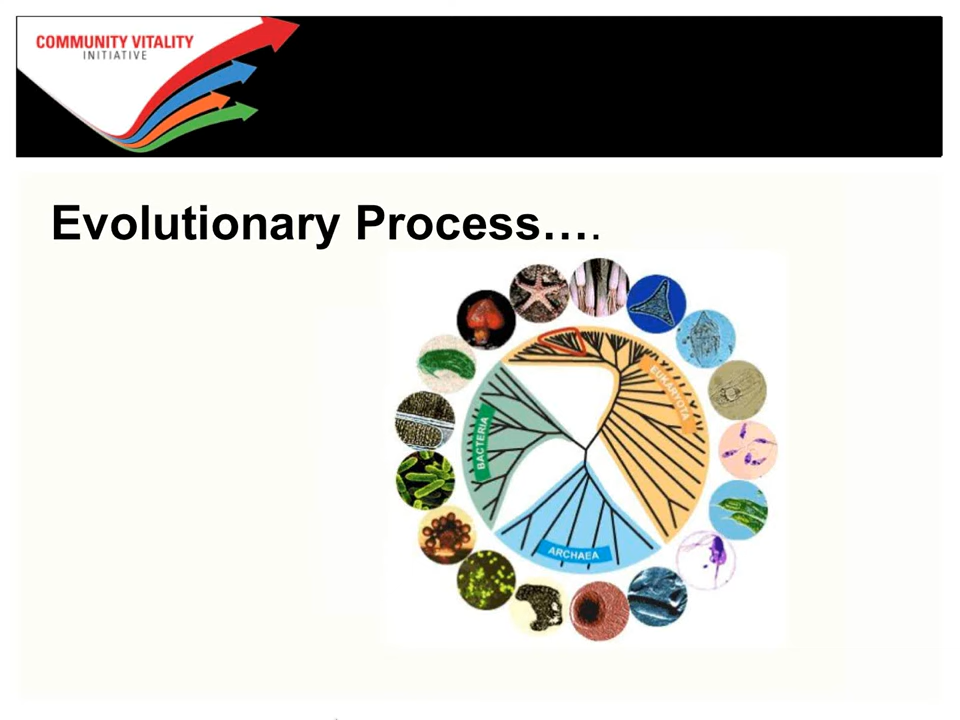 COMMUNITY VITALITY
INITIATIVE
Evolutionary Process….
EUKARYOTA
BACTERIA
ARCHAEA